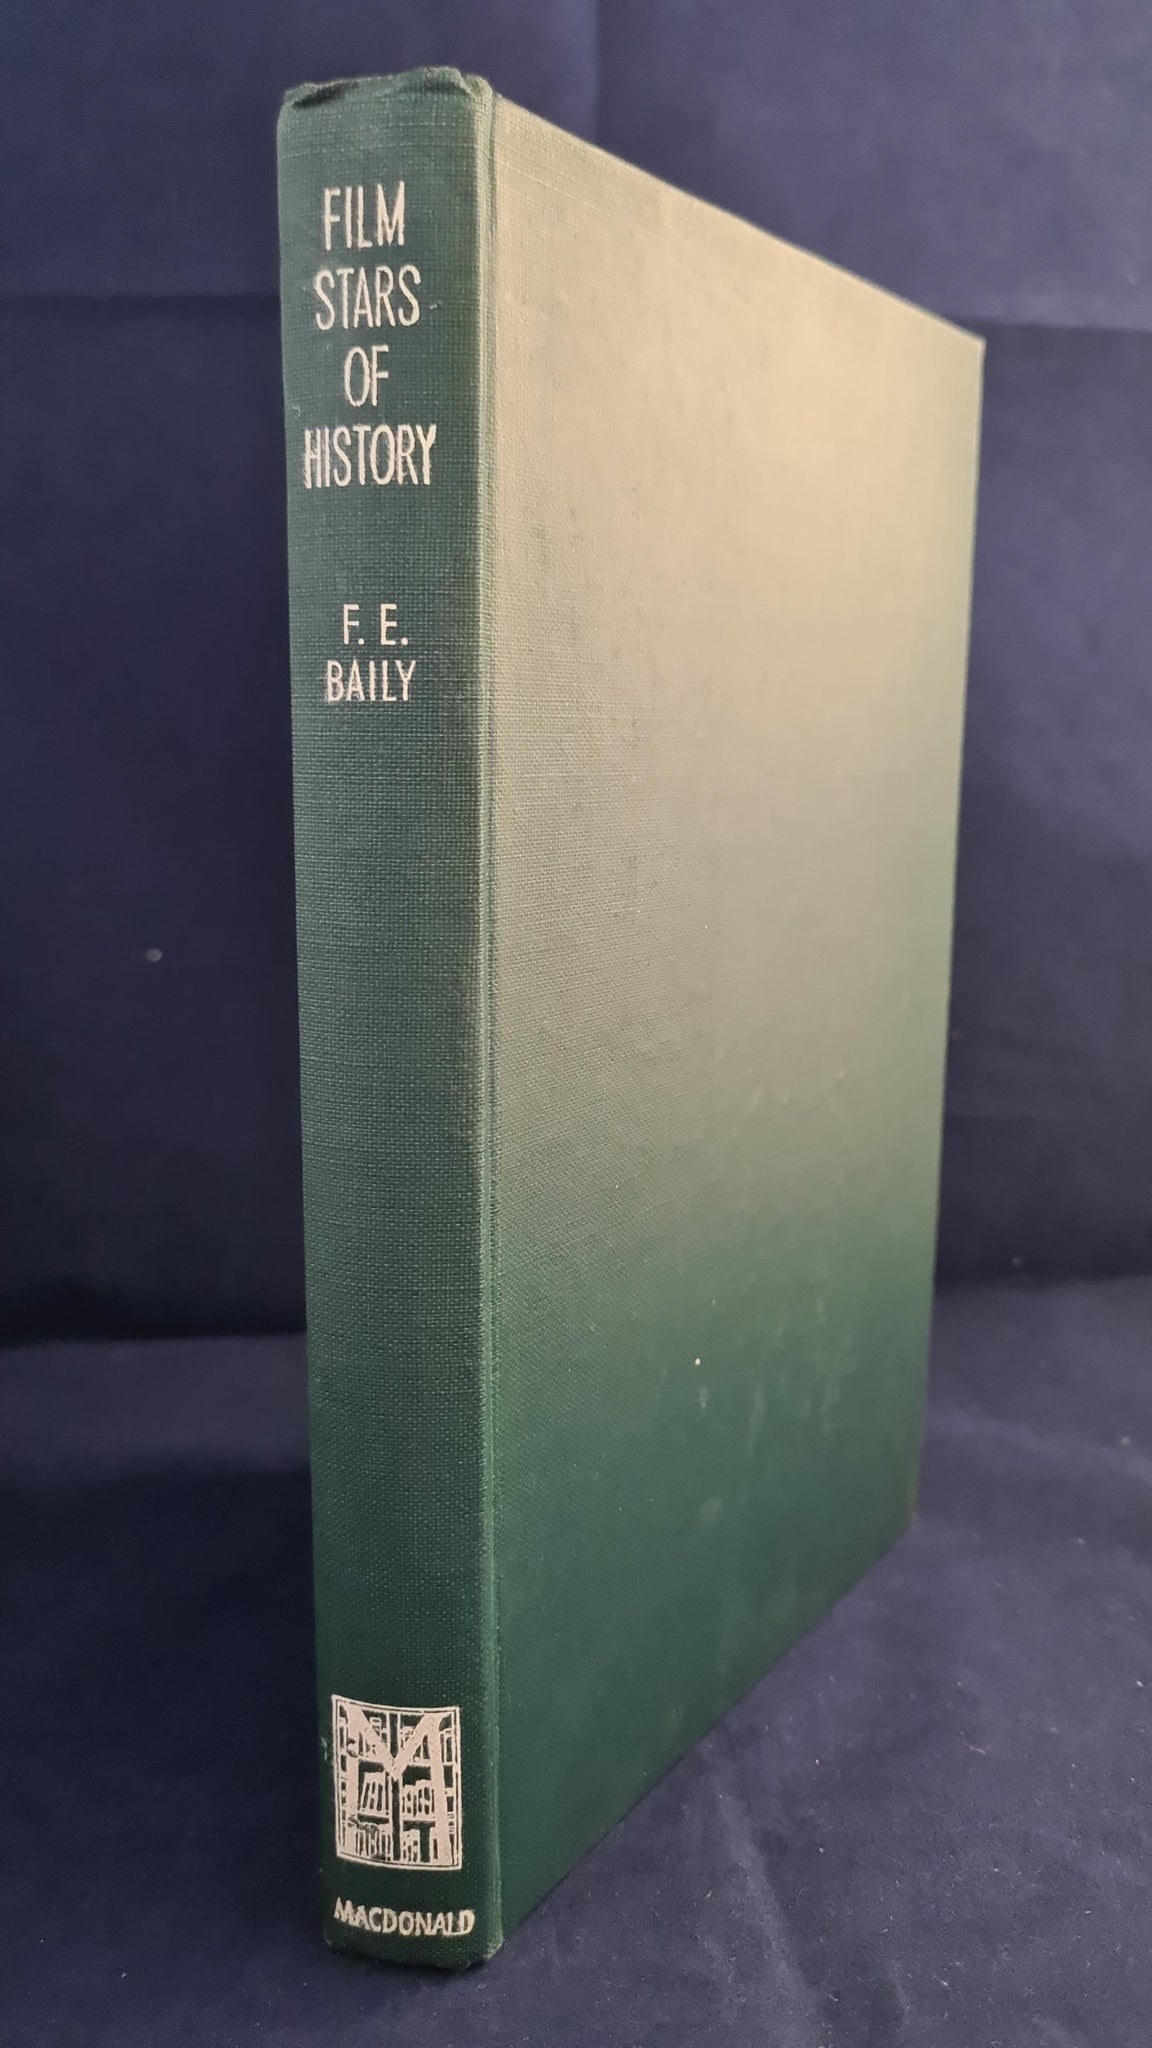 FILM
STARS
OF
HISTORY
F. E.
BAILY
M
MACDONALD